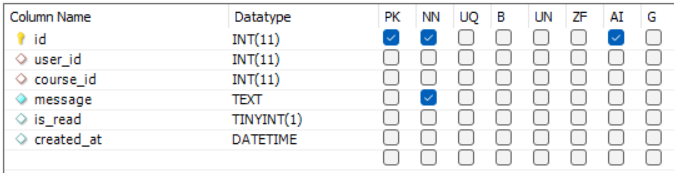 Column Name Datatype PK NN UQ B UN ZF AI G
id INT(11)
user_id INT(11)
course_id INT(11)
message TEXT
is_read TINYINT(1)
created_at DATETIME